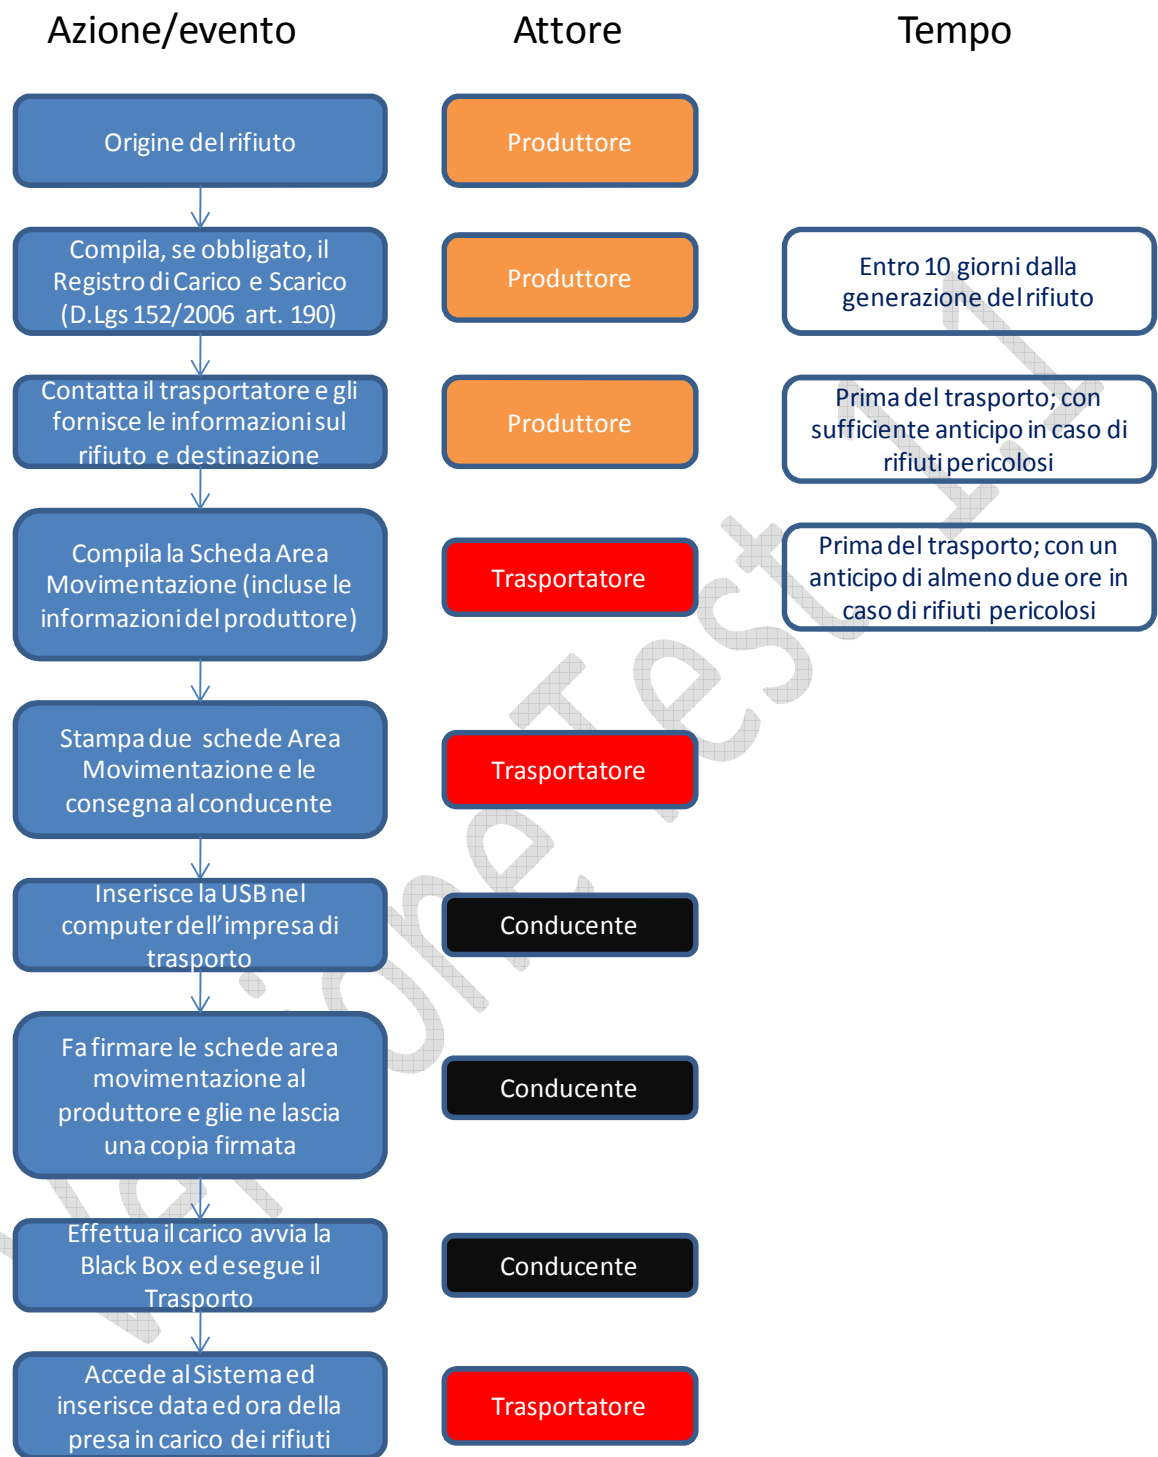 Azione/evento Attore Tempo
Origine del rifiuto
Produttore
Compila, se obbligato, il
Registro di Carico e Scarico
(D.Lgs 152/2006 art. 190)
Produttore
Entro 10 giorni dalla
generazione del rifiuto
Contatta il trasportatore e gli
fornisce le informazioni sul
rifiuto e destinazione
Produttore
Prima del trasporto; con
sufficiente anticipo in caso di
rifiuti pericolosi
Compila la Scheda Area
Movimentazione (incluse le
informazioni del produttore)
Trasportatore
Prima del trasporto; con un
anticipo di almeno due ore in
caso di rifiuti pericolosi
Stampa due schede Area
Movimentazione e le
consegna al conducente
Trasportatore
Inserisce la USB nel
computer dell’impresa di
trasporto
Conducente
Fa firmare le schede area
movimentazione al
produttore e glie ne lascia
una copia firmata
Conducente
Effettua il carico avvia la
Black Box ed esegue il
Trasporto
Conducente
Accede al Sistema ed
inserisce data ed ora della
presa in carico dei rifiuti
Trasportatore
Test 1.1